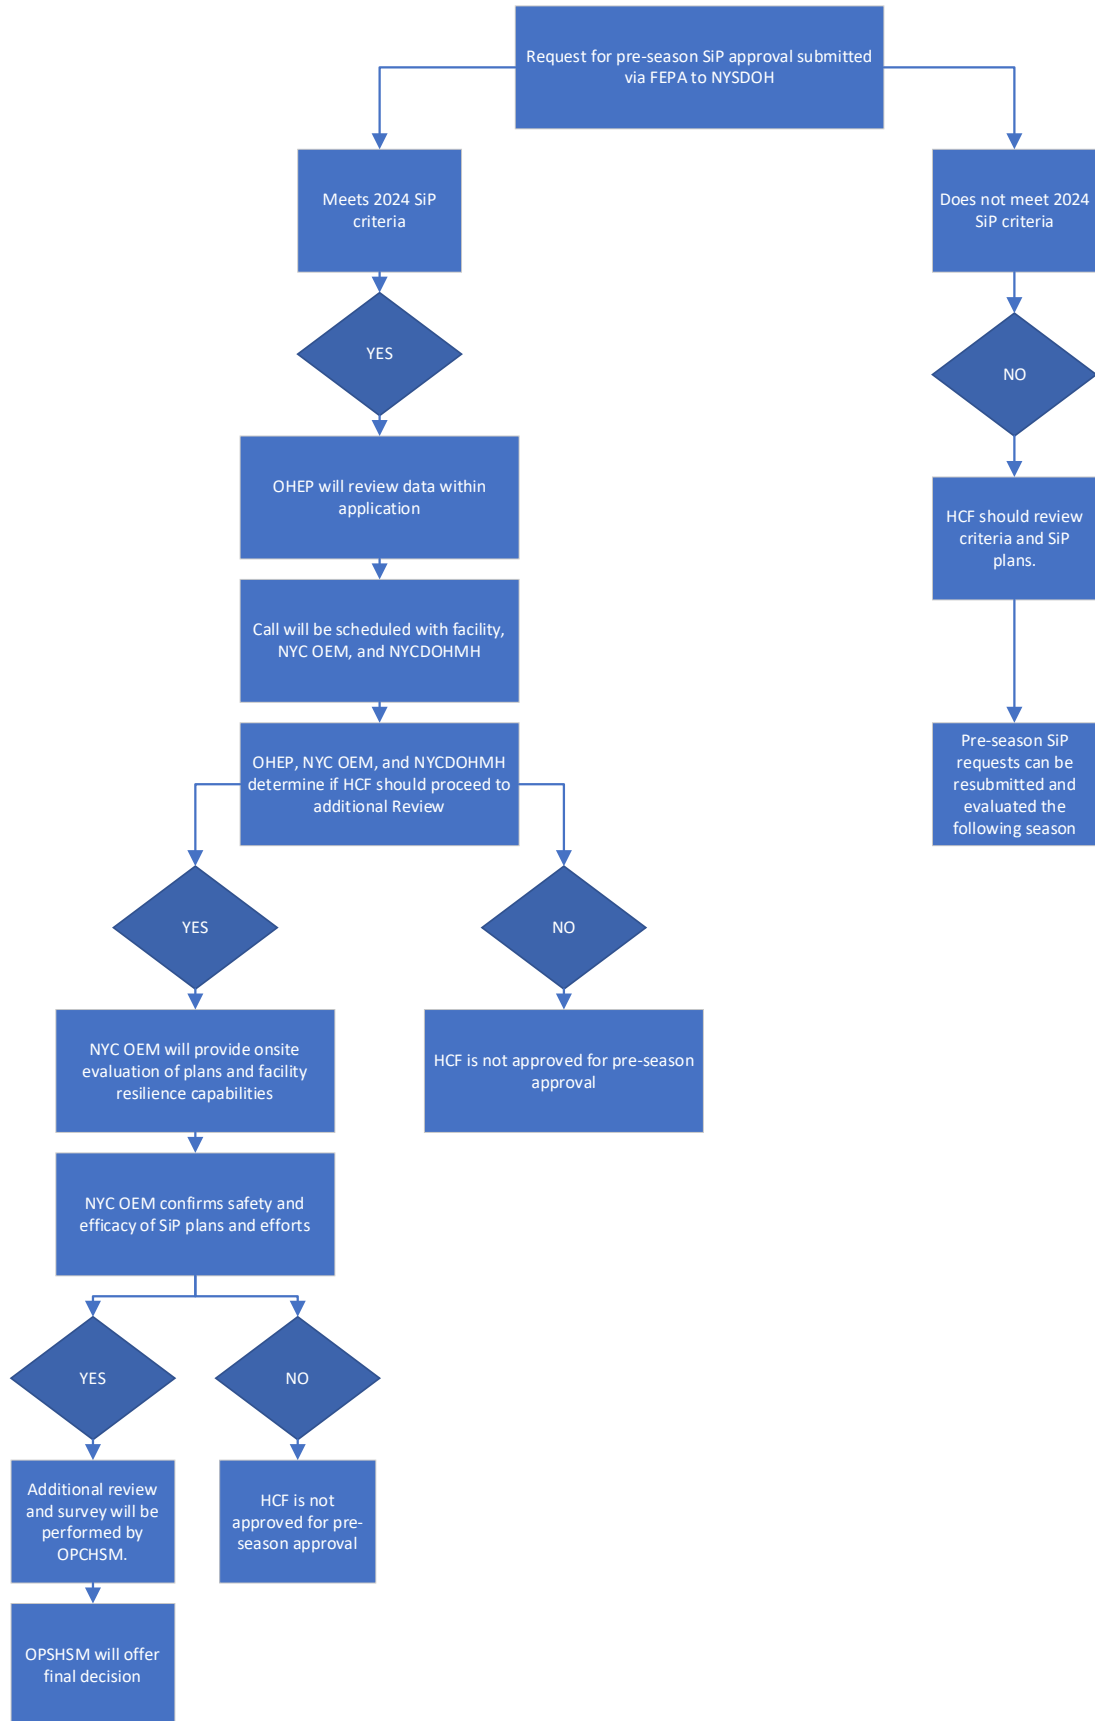 Request for pre-season SiP approval submitted
via FEPA to NYSDOH
Meets 2024 SiP
criteria
Does not meet 2024
SiP criteria
YES
NO
OHEP will review data within
application
HCF should review
criteria and SiP
plans.
Call will be scheduled with facility,
NYC OEM, and NYCDOHMH
OHEP, NYC OEM, and NYCDOHMH
determine if HCF should proceed to
additional Review
Pre-season SiP
requests can be
resubmitted and
evaluated the
following season
YES
NO
NYC OEM will provide onsite
evaluation of plans and facility
resilience capabilities
HCF is not approved for pre-season
approval
NYC OEM confirms safety and
efficacy of SiP plans and efforts
YES
NO
Additional review
and survey will be
performed by
OPCHSM.
HCF is not
approved for pre-
season approval
OPSHSM will offer
final decision